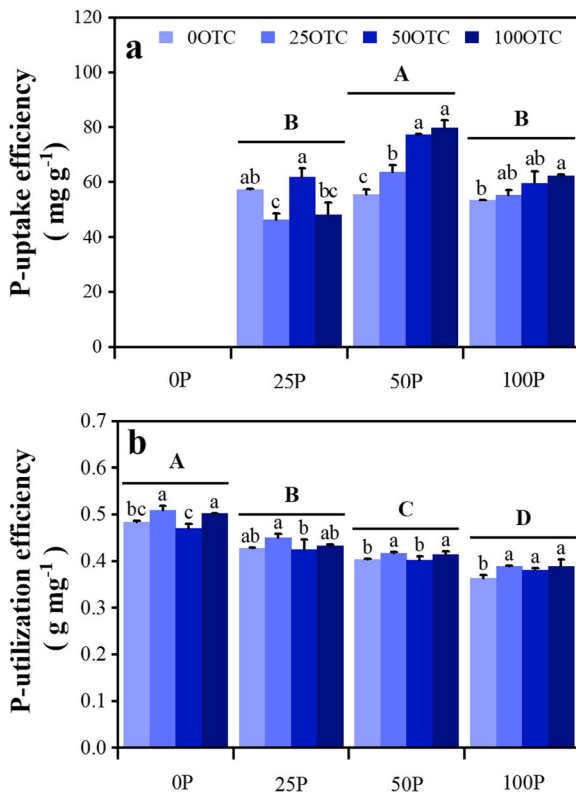 120
a
0OTC 25OTC 50OTC 100OTC
100
A
B
B
80
a a
a
ab
b
c
bc
c
b ab ab a
60
40
20
0
0P 25P 50P 100P
P-uptake efficiency
( mg g-1)
0.7
b
0.6
A
B
C
D
bc a c a
ab a b ab
b a b a
b a a a
0.5
0.4
0.3
0.2
0.1
0.0
0P 25P 50P 100P
P-utilization efficiency
( g mg-1)